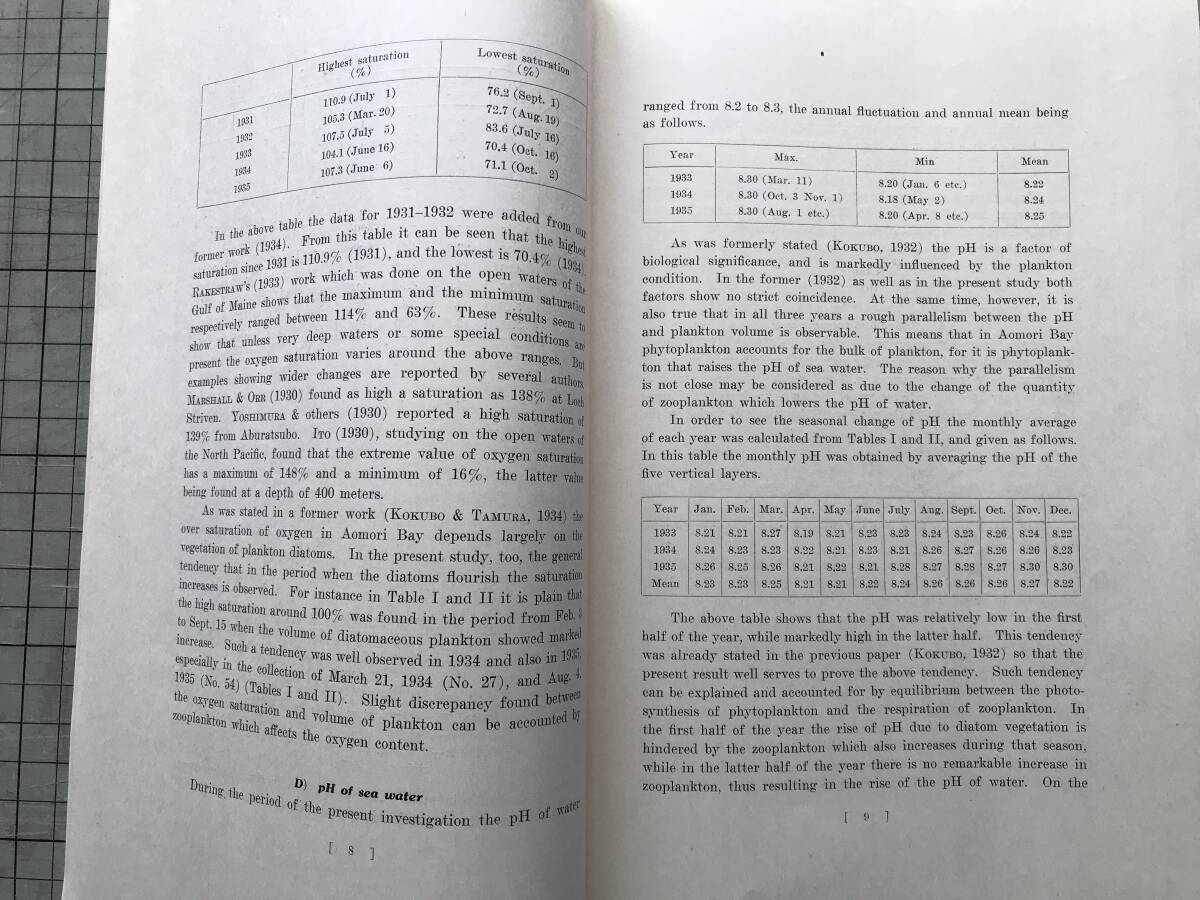 Highest saturation (%) Lowest saturation (%)
1931 110.9 (July 1) 76.2 (Sept. 1)
1932 105.3 (Mar. 20) 72.7 (Aug. 19)
1933 107.5 (July 5) 83.6 (July 16)
1934 104.1 (June 16) 70.4 (Oct. 16)
1935 107.3 (June 6) 71.1 (Oct. 2)
In the above table the data for 1931–1932 were added from our
former work (1934). From this table it can be seen that the highest
saturation since 1931 is 110.9% (1931), and the lowest is 70.4% (1934).
RAKESTRAW'S (1933) work which was done on the open waters of the
Gulf of Maine shows that the maximum and the minimum saturation
respectively ranged between 114% and 63%. These results seem to
show that unless very deep waters or some special conditions are
present the oxygen saturation varies around the above ranges. But
examples showing wider changes are reported by several authors.
MARSHALL & ORR (1930) found as high a saturation as 138% at Loch
Striven. YOSHIMURA & others (1930) reported a high saturation of
139% from Aburatsubo. ITO (1930), studying on the open waters of
the North Pacific, found that the extreme value of oxygen saturation
has a maximum of 148% and a minimum of 16%, the latter value
being found at a depth of 400 meters.
As was stated in a former work (KOKUBO & TAMURA, 1934) the
over saturation of oxygen in Aomori Bay depends largely on the
vegetation of plankton diatoms. In the present study, too, the general
tendency that in the period when the diatoms flourish the saturation
increases is observed. For instance in Table I and II it is plain that
the high saturation around 100% was found in the period from Feb. 3
to Sept. 15 when the volume of diatomaceous plankton showed marked
increase. Such a tendency was well observed in 1934 and also in 1935,
especially in the collection of March 21, 1934 (No. 27), and Aug. 4,
1935 (No. 54) (Tables I and II). Slight discrepancy found between
the oxygen saturation and volume of plankton can be accounted by
zooplankton which affects the oxygen content.
D) pH of sea water
During the period of the present investigation the pH of water
[ 8 ]
ranged from 8.2 to 8.3, the annual fluctuation and annual mean being
as follows.
Year Max. Min Mean
1933 8.30 (Mar. 11) 8.20 (Jan. 6 etc.) 8.22
1934 8.30 (Oct. 3 Nov. 1) 8.18 (May 2) 8.24
1935 8.30 (Aug. 1 etc.) 8.20 (Apr. 8 etc.) 8.25
As was formerly stated (KOKUBO, 1932) the pH is a factor of
biological significance, and is markedly influenced by the plankton
condition. In the former (1932) as well as in the present study both
factors show no strict coincidence. At the same time, however, it is
also true that in all three years a rough parallelism between the pH
and plankton volume is observable. This means that in Aomori Bay
phytoplankton accounts for the bulk of plankton, for it is phytoplank-
ton that raises the pH of sea water. The reason why the parallelism
is not close may be considered as due to the change of the quantity
of zooplankton which lowers the pH of water.
In order to see the seasonal change of pH the monthly average
of each year was calculated from Tables I and II, and given as follows.
In this table the monthly pH was obtained by averaging the pH of the
five vertical layers.
Year Jan. Feb. Mar. Apr. May June July Aug. Sept. Oct. Nov. Dec.
1933 8.21 8.21 8.27 8.19 8.21 8.23 8.23 8.24 8.23 8.26 8.24 8.22
1934 8.24 8.23 8.23 8.22 8.21 8.23 8.21 8.26 8.27 8.26 8.26 8.23
1935 8.26 8.25 8.26 8.21 8.22 8.21 8.28 8.27 8.28 8.27 8.30 8.30
Mean 8.23 8.23 8.25 8.21 8.21 8.22 8.24 8.26 8.26 8.26 8.27 8.22
The above table shows that the pH was relatively low in the first
half of the year, while markedly high in the latter half. This tendency
was already stated in the previous paper (KOKUBO, 1932) so that the
present result well serves to prove the above tendency. Such tendency
can be explained and accounted for by equilibrium between the photo-
synthesis of phytoplankton and the respiration of zooplankton. In
the first half of the year the rise of pH due to diatom vegetation is
hindered by the zooplankton which also increases during that season,
while in the latter half of the year there is no remarkable increase in
zooplankton, thus resulting in the rise of the pH of water. On the
[ 9 ]